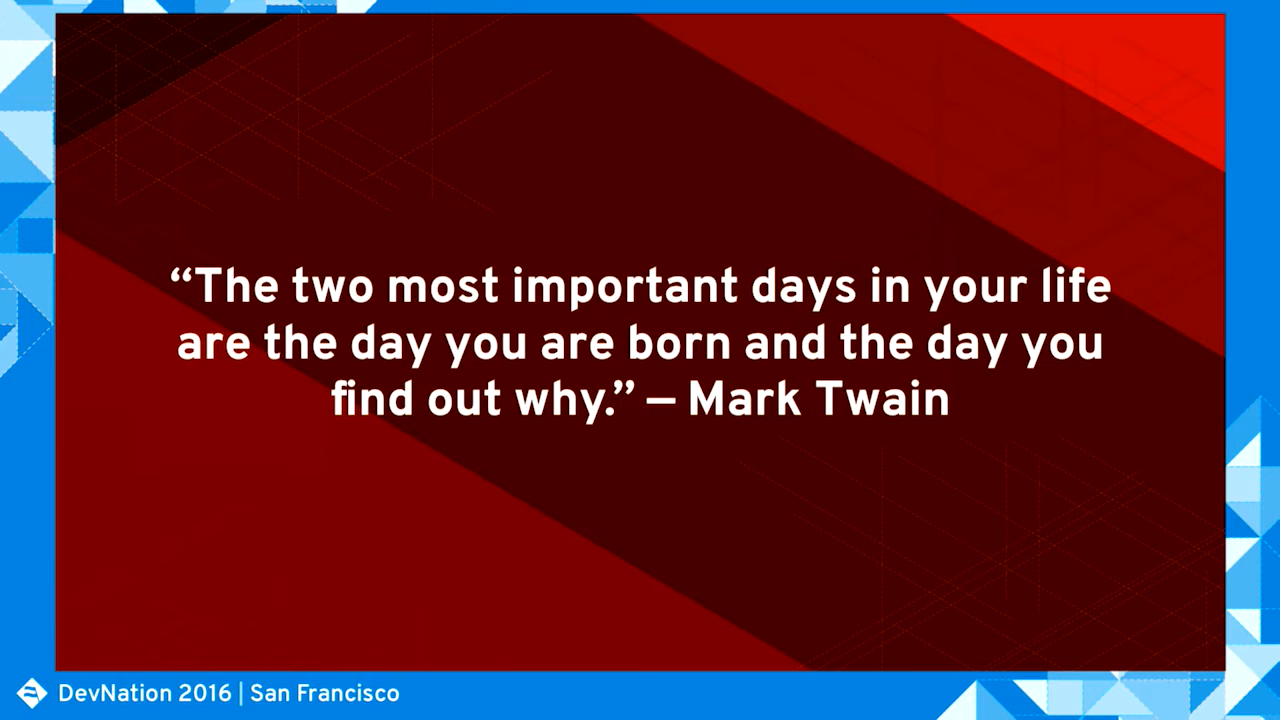 “The two most important days in your life
are the day you are born and the day you
find out why.” — Mark Twain
DevNation 2016 | San Francisco